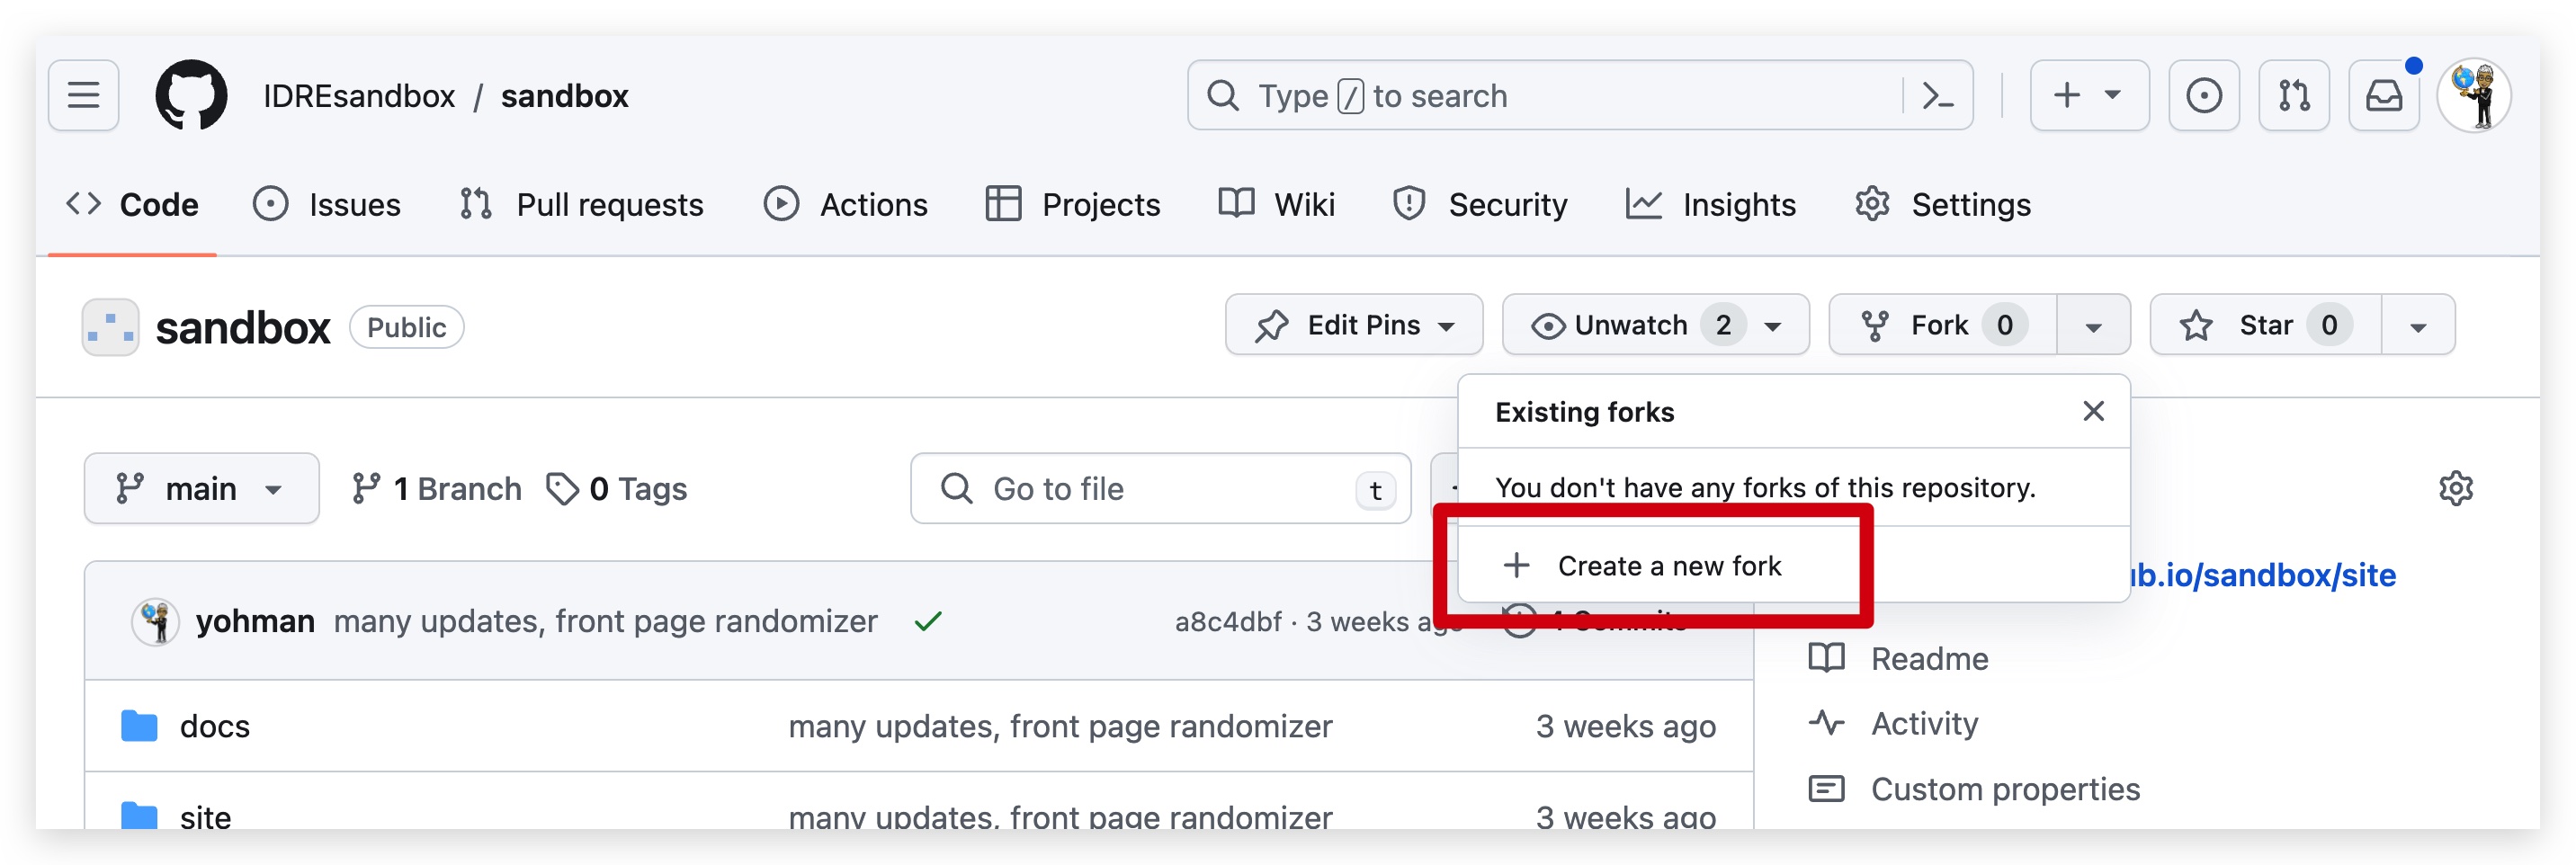 IDREsandbox / sandbox
Type / to search
Code Issues Pull requests Actions Projects Wiki Security Insights Settings
sandbox Public
Edit Pins Unwatch 2 Fork 0 Star 0
Existing forks
You don't have any forks of this repository.
Create a new fork
main 1 Branch 0 Tags
Go to file t
ub.io/sandbox/site
yohman many updates, front page randomizer a8c4dbf · 3 weeks ago
Commits
Readme
docs many updates, front page randomizer 3 weeks ago
Activity
Custom properties
site many updates, front page randomizer 3 weeks ago